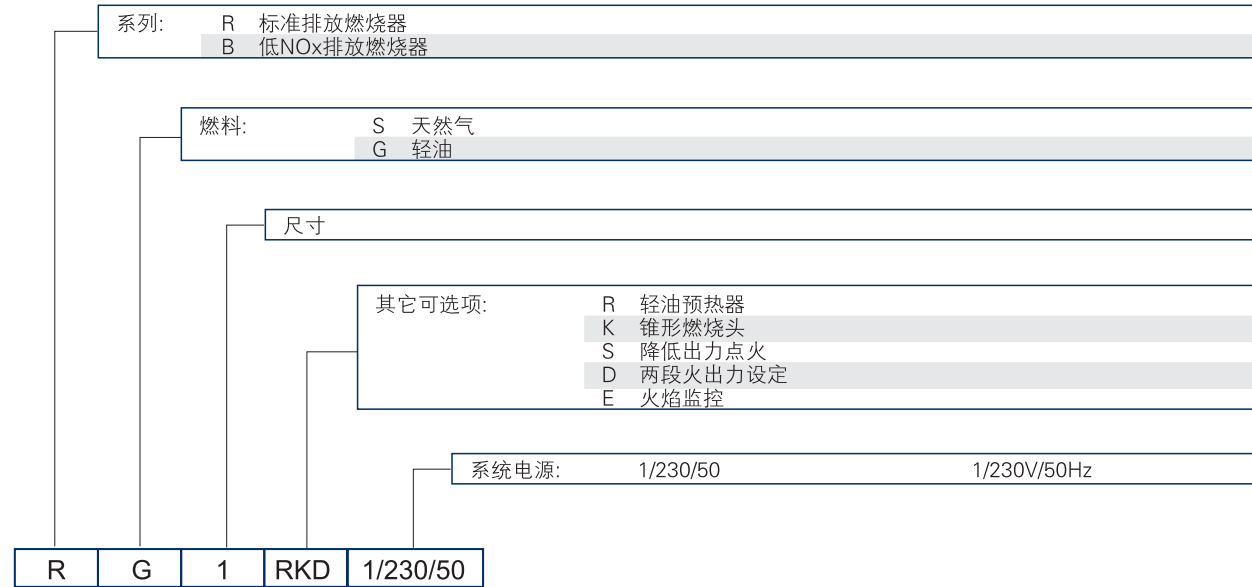 系列: R 标准排放燃烧器
B 低NOx排放燃烧器
燃料: S 天然气
G 轻油
尺寸
其它可选项: R 轻油预热器
K 锥形燃烧头
S 降低出力点火
D 两段火出力设定
E 火焰监控
系统电源: 1/230/50 1/230V/50Hz
R G 1 RKD 1/230/50